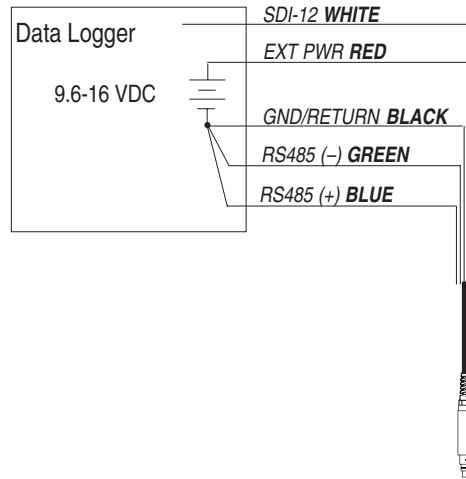 SDI-12 WHITE
Data Logger
EXT PWR RED
9.6-16 VDC
GND/RETURN BLACK
RS485 (–) GREEN
RS485 (+) BLUE